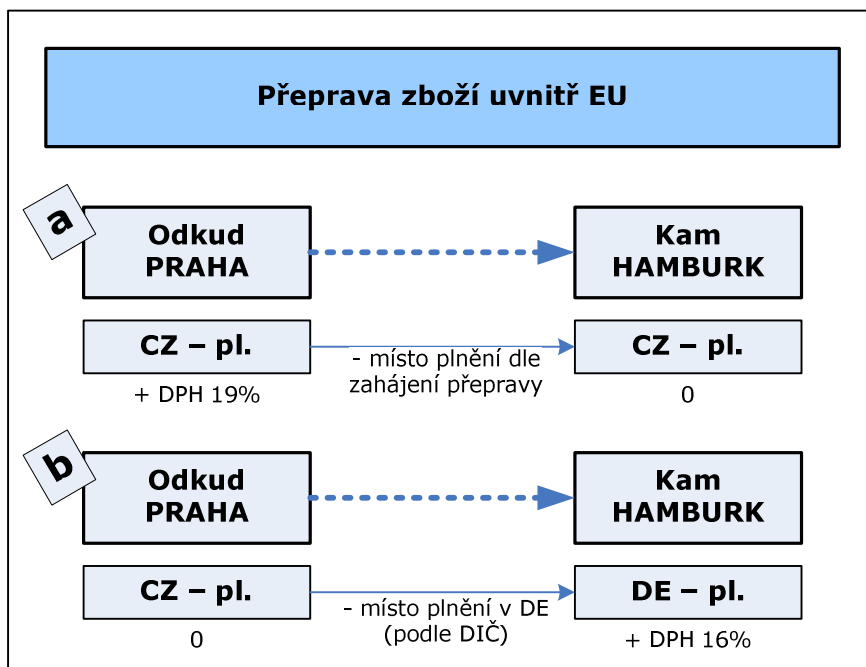 Přeprava zboží uvnitř EU
a
Odkud
PRAHA
Kam
HAMBURK
CZ – pl.
- místo plnění dle
zahájení přepravy
CZ – pl.
+ DPH 19%
0
b
Odkud
PRAHA
Kam
HAMBURK
CZ – pl.
- místo plnění v DE
(podle DIČ)
DE – pl.
0
+ DPH 16%